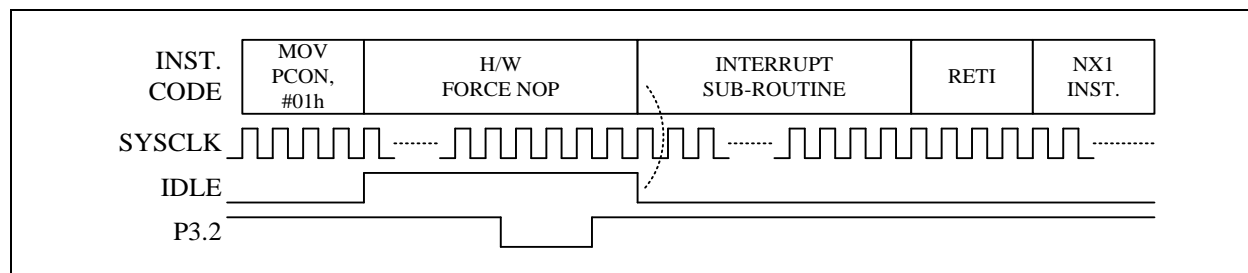 INST.
CODE
MOV
PCON,
#01h
H/W
FORCE NOP
INTERRUPT
SUB-ROUTINE
RETI
NX1
INST.
SYSCLK
IDLE
P3.2